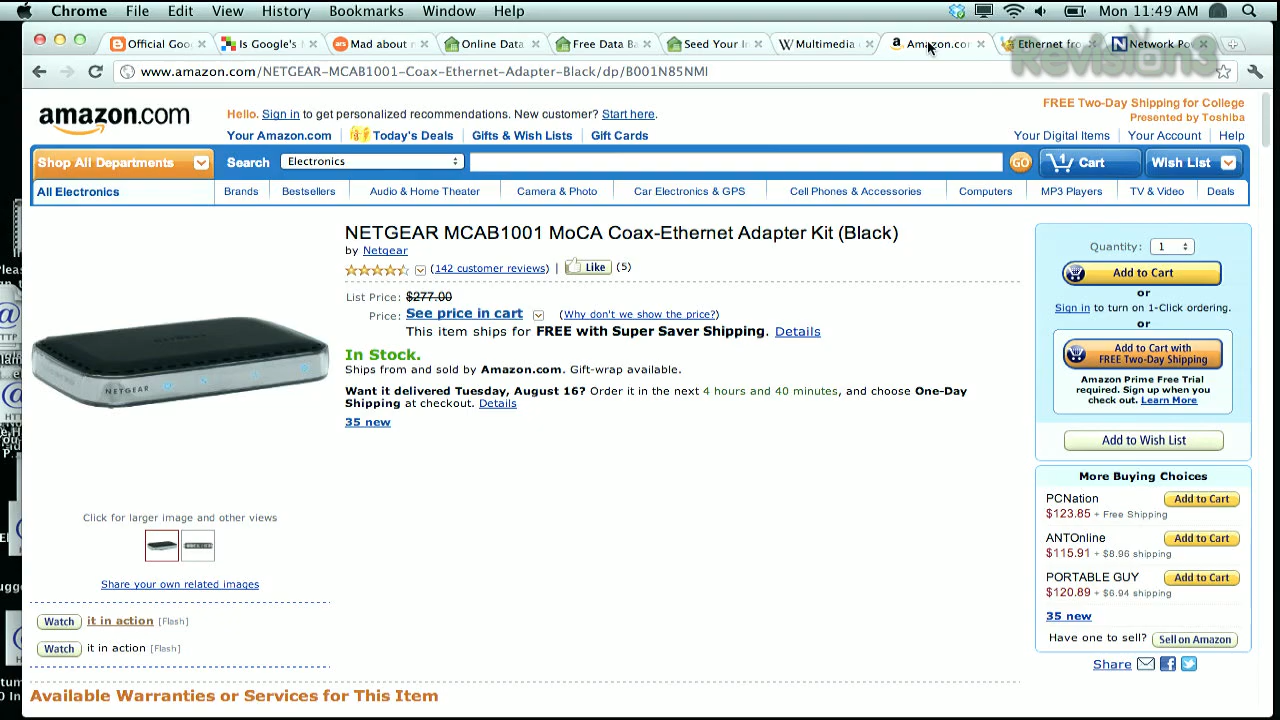 Chrome File Edit View History Bookmarks Window Help Mon 11:49 AM
Official Goo Is Google's Mad about Online Data Free Data Ba Seed Your I Multimedia Amazon.co Ethernet fro Network Po
Revision3
www.amazon.com/NETGEAR-MCAB1001-Coax-Ethernet-Adapter-Black/dp/B001N85NMI
amazon.com
Hello. Sign in to get personalized recommendations. New customer? Start here.
FREE Two-Day Shipping for College
Presented by Toshiba
Your Amazon.com Today's Deals Gifts & Wish Lists Gift Cards
Your Digital Items Your Account Help
Shop All Departments Search Electronics GO 1 Cart Wish List
All Electronics Brands Bestsellers Audio & Home Theater Camera & Photo Car Electronics & GPS Cell Phones & Accessories Computers MP3 Players TV & Video Deals
NETGEAR MCAB1001 MoCA Coax-Ethernet Adapter Kit (Black)
by Netgear
(142 customer reviews) | Like (5)
List Price: $277.00
Price: See price in cart (Why don't we show the price?)
This item ships for FREE with Super Saver Shipping. Details
In Stock.
Ships from and sold by Amazon.com. Gift-wrap available.
Want it delivered Tuesday, August 16? Order it in the next 4 hours and 40 minutes, and choose One-Day
Shipping at checkout. Details
35 new
NETGEAR
Click for larger image and other views
Share your own related images
Watch it in action [Flash]
Watch it in action [Flash]
Available Warranties or Services for This Item
Quantity: 1
Add to Cart
or
Sign in to turn on 1-Click ordering.
or
Add to Cart with
FREE Two-Day Shipping
Amazon Prime Free Trial
required. Sign up when you
check out. Learn More
Add to Wish List
More Buying Choices
PCNation Add to Cart
$123.85 + Free Shipping
ANTOnline Add to Cart
$115.91 + $8.96 shipping
PORTABLE GUY Add to Cart
$120.89 + $6.94 shipping
35 new
Have one to sell? Sell on Amazon
Share